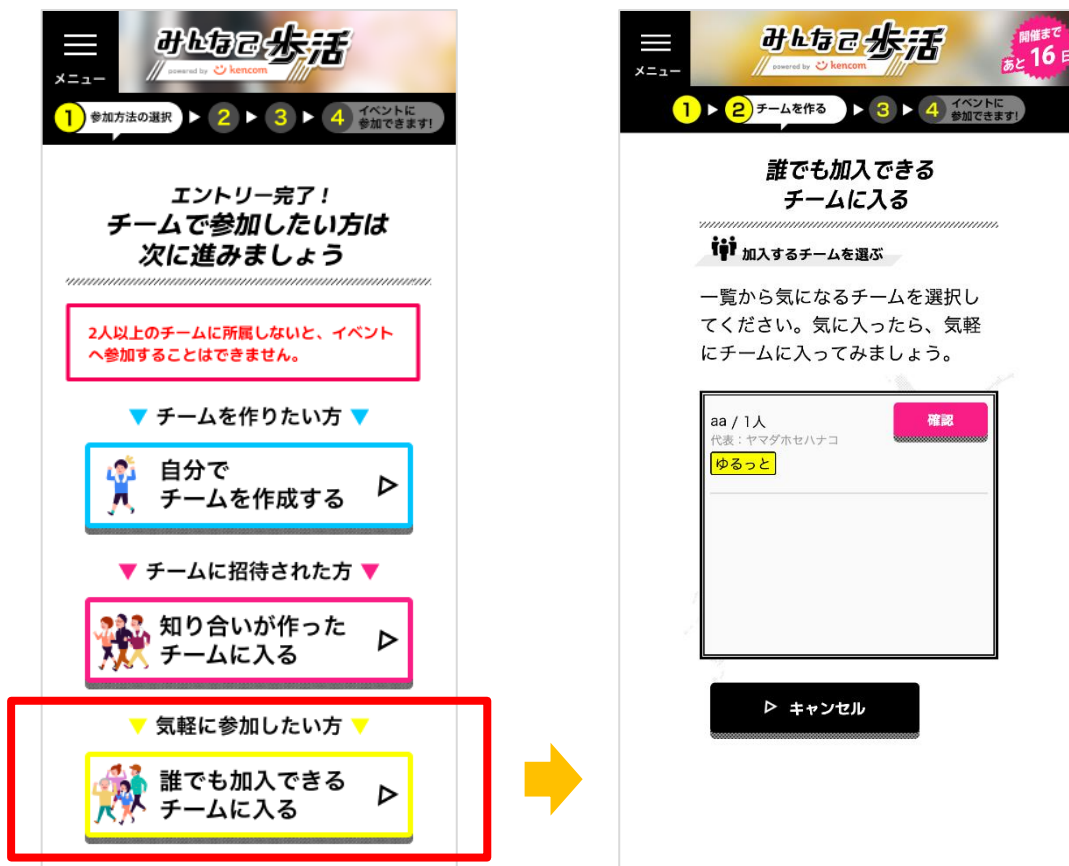 メニュー
みんなで歩活
powered by kencom
1 参加方法の選択 ▶ 2 ▶ 3 ▶ 4 イベントに
参加できます!
エントリー完了！
チームで参加したい方は
次に進みましょう
2人以上のチームに所属しないと、イベント
へ参加することはできません。
▼ チームを作りたい方 ▼
自分で
チームを作成する
▼ チームに招待された方 ▼
知り合いが作った
チームに入る
▼ 気軽に参加したい方 ▼
誰でも加入できる
チームに入る
メニュー
みんなで歩活
powered by kencom
開催まで
あと16日
1 ▶ 2 チームを作る ▶ 3 ▶ 4 イベントに
参加できます!
誰でも加入できる
チームに入る
加入するチームを選ぶ
一覧から気になるチームを選択し
てください。気に入ったら、気軽
にチームに入ってみましょう。
aa / 1人
確認
代表：ヤマダホセハナコ
ゆるっと
キャンセル